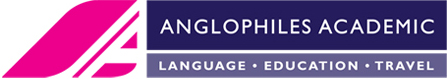 ANGLOPHILES ACADEMIC
LANGUAGE • EDUCATION • TRAVEL